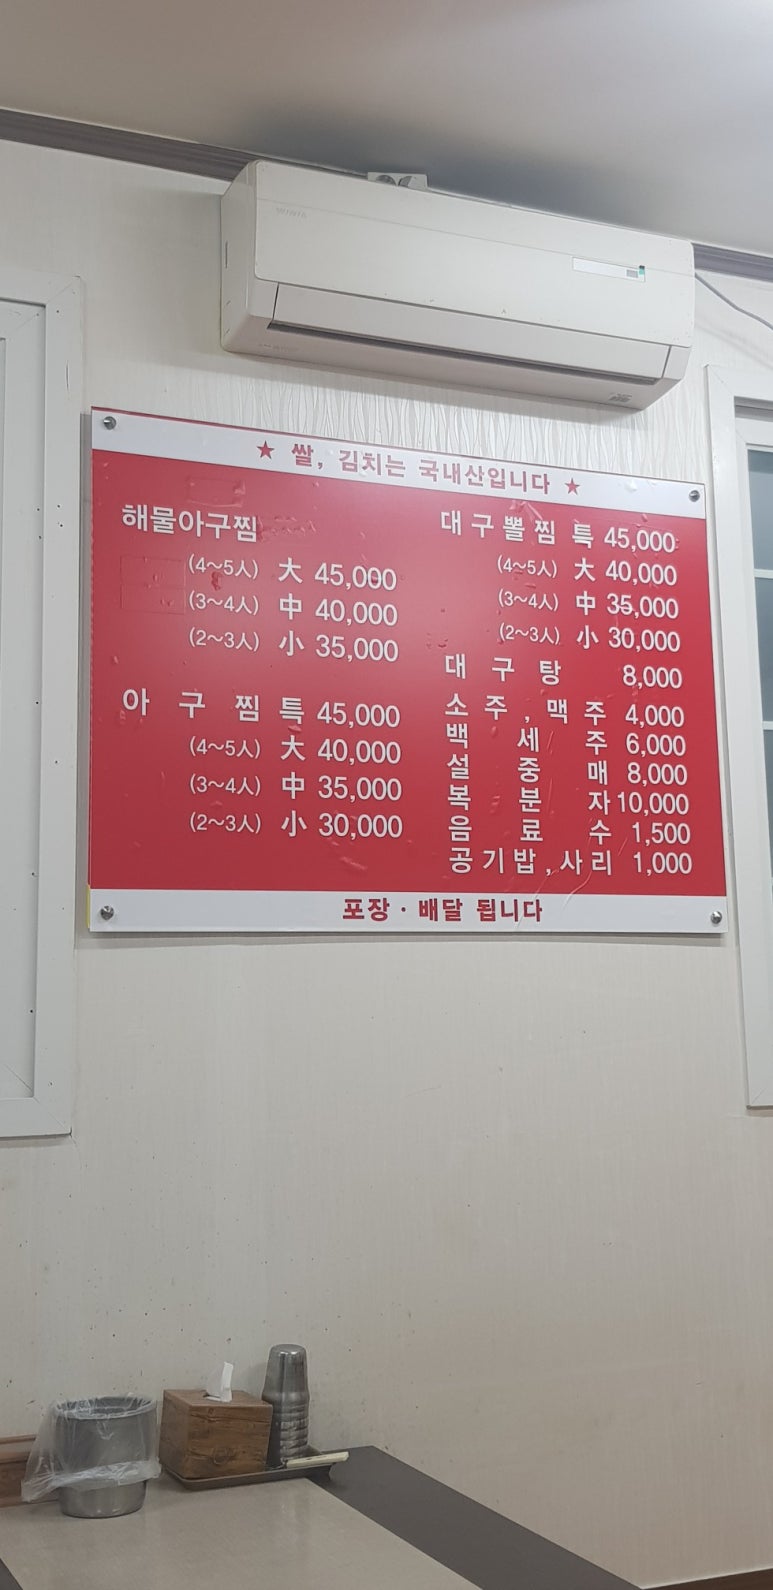 ★ 쌀, 김치는 국내산입니다 ★
해물아구찜
(4~5人) 大 45,000
(3~4人) 中 40,000
(2~3人) 小 35,000
아 구 찜 특 45,000
(4~5人) 大 40,000
(3~4人) 中 35,000
(2~3人) 小 30,000
대구뽈찜 특 45,000
(4~5人) 大 40,000
(3~4人) 中 35,000
(2~3人) 小 30,000
대 구 탕 8,000
소 주 , 맥 주 4,000
백 세 주 6,000
설 중 매 8,000
복 분 자 10,000
음 료 수 1,500
공기밥,사리 1,000
포장 · 배달 됩니다